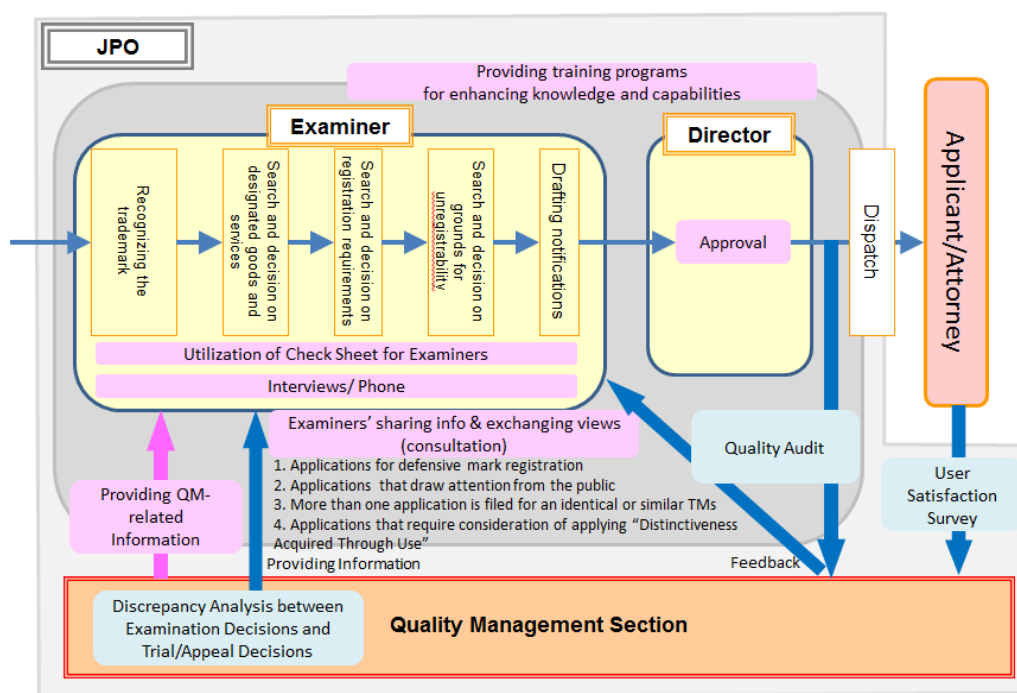 JPO
Providing training programs
for enhancing knowledge and capabilities
Examiner
Director
Recognizing the
trademark
Search and decision on
designated goods and
services
Search and decision on
registration requirements
Search and decision on
grounds for
unregistrability
Drafting notifications
Approval
Dispatch
Applicant/Attorney
Utilization of Check Sheet for Examiners
Interviews/ Phone
Examiners’ sharing info & exchanging views
(consultation)
1. Applications for defensive mark registration
2. Applications that draw attention from the public
3. More than one application is filed for an identical or similar TMs
4. Applications that require consideration of applying “Distinctiveness
Acquired Through Use”
Quality Audit
User
Satisfaction
Survey
Providing QM-
related
Information
Providing Information
Feedback
Discrepancy Analysis between
Examination Decisions and
Trial/Appeal Decisions
Quality Management Section